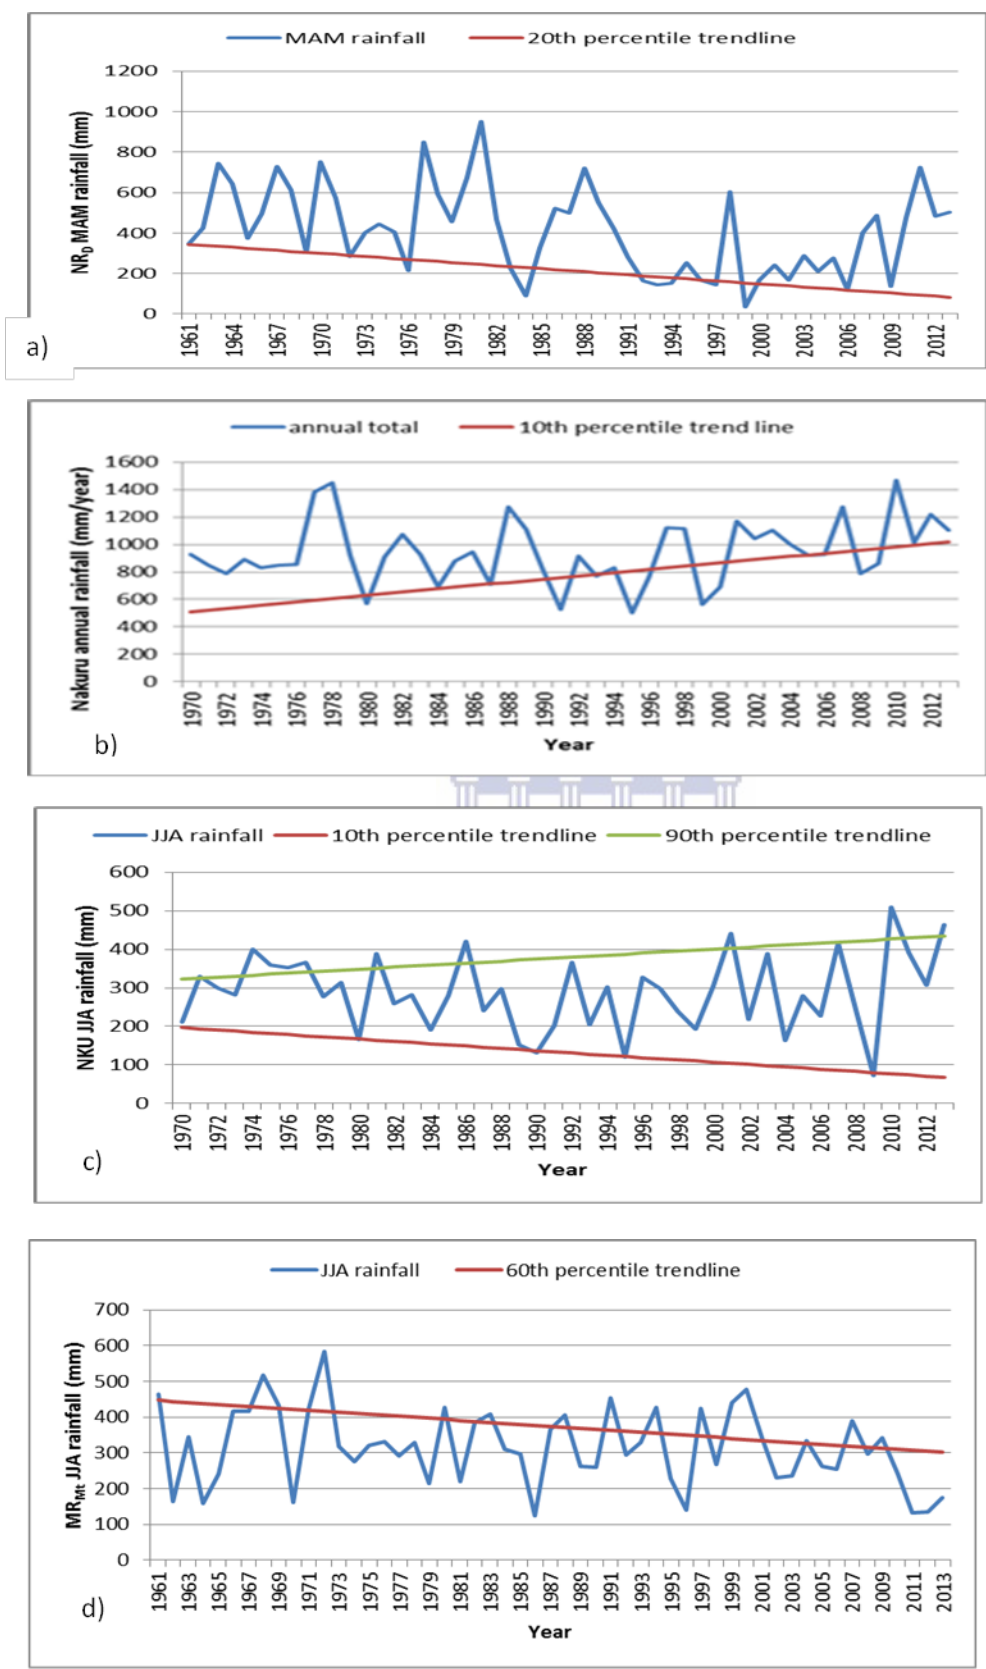 MAM rainfall 20th percentile trendline
NR_D MAM rainfall (mm)
1200
1000
800
600
400
200
0
1961 1964 1967 1970 1973 1976 1979 1982 1985 1988 1991 1994 1997 2000 2003 2006 2009 2012
a)
annual total 10th percentile trend line
Nakuru annual rainfall (mm/year)
1600
1400
1200
1000
800
600
400
200
0
1970 1972 1974 1976 1978 1980 1982 1984 1986 1988 1990 1992 1994 1996 1998 2000 2002 2004 2006 2008 2010 2012
Year
b)
JJA rainfall 10th percentile trendline 90th percentile trendline
NKU JJA rainfall (mm)
600
500
400
300
200
100
0
1970 1972 1974 1976 1978 1980 1982 1984 1986 1988 1990 1992 1994 1996 1998 2000 2002 2004 2006 2008 2010 2012
Year
c)
JJA rainfall 60th percentile trendline
MR_Mt JJA rainfall (mm)
700
600
500
400
300
200
100
0
1961 1963 1965 1967 1969 1971 1973 1975 1977 1979 1981 1983 1985 1987 1989 1991 1993 1995 1997 1999 2001 2003 2005 2007 2009 2011 2013
Year
d)